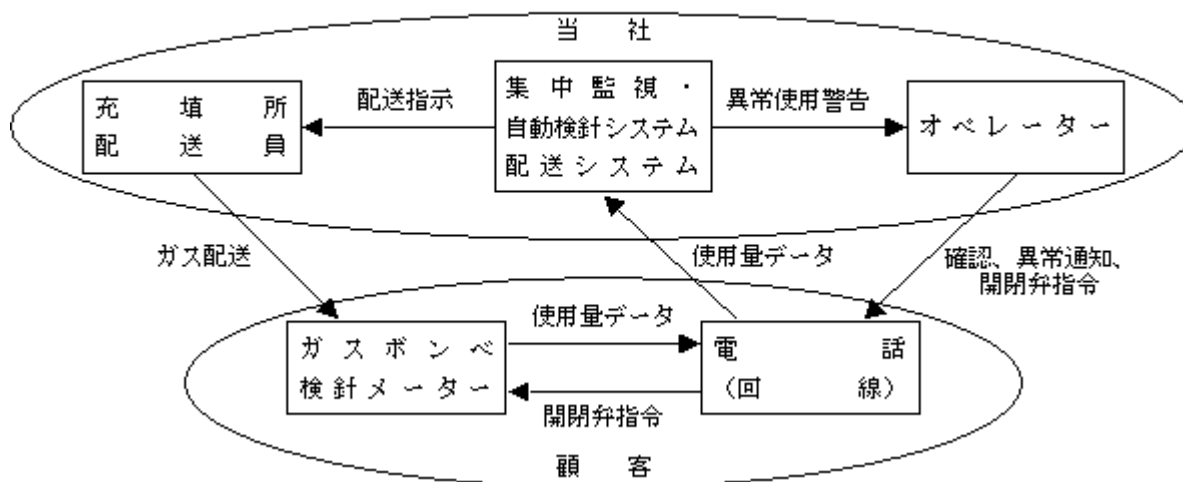 当社
充填所
配送員
配送指示
集中監視・
自動検針システム
配送システム
異常使用警告
オペレーター
ガス配送
使用量データ
確認、異常通知、
開閉弁指令
ガスボンベ
検針メーター
使用量データ
開閉弁指令
電話
(回線)
顧客